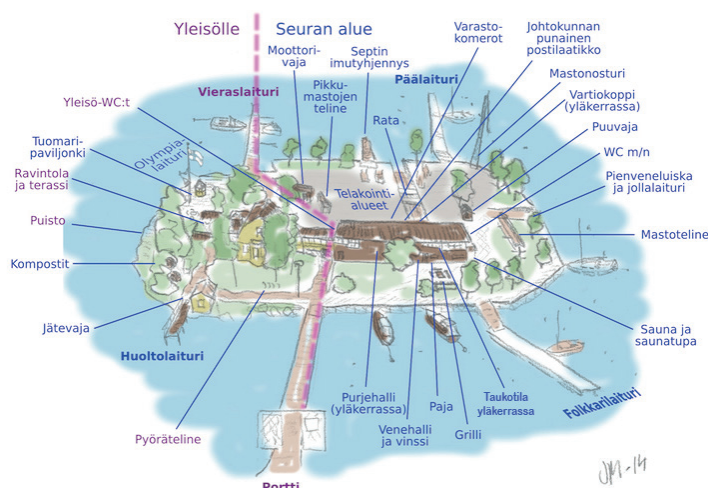 Yleisölle
Seuran alue
Varasto-
komerot
Johtokunnan
punainen
postilaatikko
Moottori-
vaja
Septin
imutyhjennys
Päälaituri
Mastonosturi
Vieraslaituri
Pikku-
mastojen
teline
Vartiokoppi
(yläkerrassa)
Yleisö-WC:t
Rata
Puuvaja
Tuomari-
paviljonki
Olympia-
laituri
WC m/n
Ravintola
ja terassi
Telakointi-
alueet
Pienveneluiska
ja jollalaituri
Puisto
Mastoteline
Kompostit
Jätevaja
Sauna ja
saunatupa
Huoltolaituri
Purjehalli
(yläkerrassa)
Paja
Taukotila
yläkerrassa
Folkkarilaituri
Pyöräteline
Venehalli
ja vinssi
Grilli
JM-14
Portti